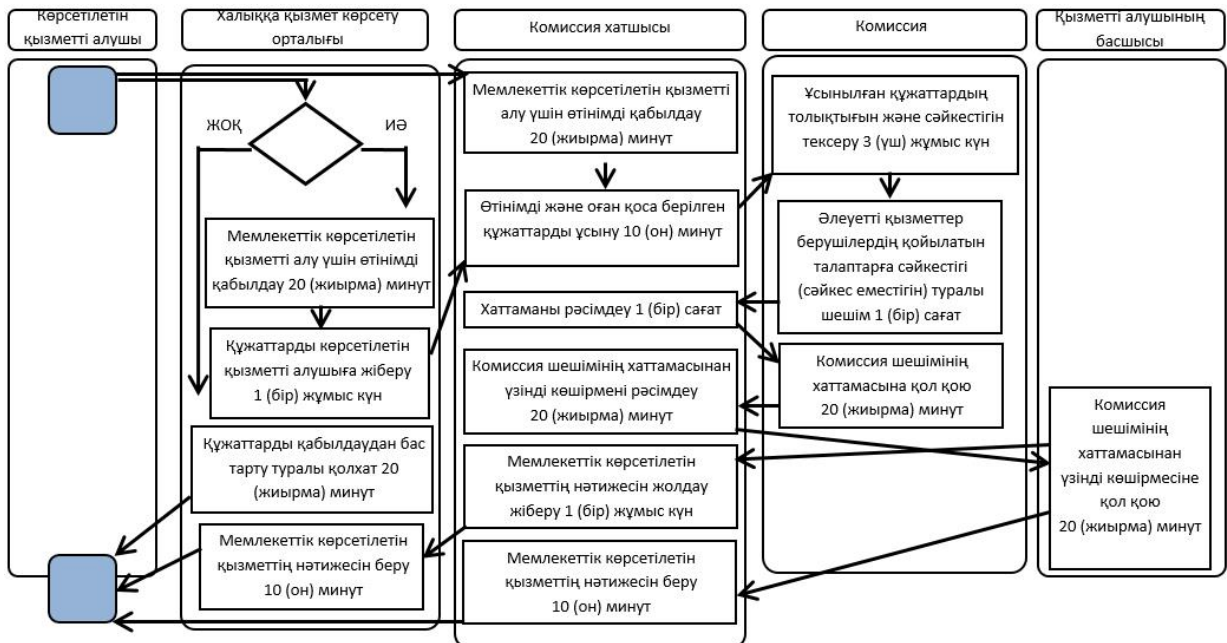 Көрсетілетін
қызметті алушы
Халыққа қызмет көрсету
орталығы
Комиссия хатшысы
Комиссия
Қызметті алушының
басшысы
ЖОҚ
ИӘ
Мемлекеттік көрсетілетін
қызметті алу үшін өтінімді
қабылдау 20 (жиырма) минут
Құжаттарды көрсетілетін
қызметті алушыға жіберу
1 (бір) жұмыс күн
Құжаттарды қабылдаудан бас
тарту туралы қолхат 20
(жиырма) минут
Мемлекеттік көрсетілетін
қызметтің нәтижесін беру
10 (он) минут
Мемлекеттік көрсетілетін қызметті
алу үшін өтінімді қабылдау
20 (жиырма) минут
Өтінімді және оған қоса берілген
құжаттарды ұсыну 10 (он) минут
Хаттаманы рәсімдеу 1 (бір) сағат
Комиссия шешімінің хаттамасынан
үзінді көшірмені рәсімдеу
20 (жиырма) минут
Мемлекеттік көрсетілетін
қызметтің нәтижесін жолдау
жіберу 1 (бір) жұмыс күн
Мемлекеттік көрсетілетін
қызметтің нәтижесін беру
10 (он) минут
Ұсынылған құжаттардың
толықтығын және сәйкестігін
тексеру 3 (үш) жұмыс күн
Әлеуетті қызметтер
берушілердің қойылатын
талаптарға сәйкестігі
(сәйкес еместігін) туралы
шешім 1 (бір) сағат
Комиссия шешімінің
хаттамасына қол қою
20 (жиырма) минут
Комиссия
шешімінің
хаттамасынан
үзінді көшірмесіне
қол қою
20 (жиырма) минут